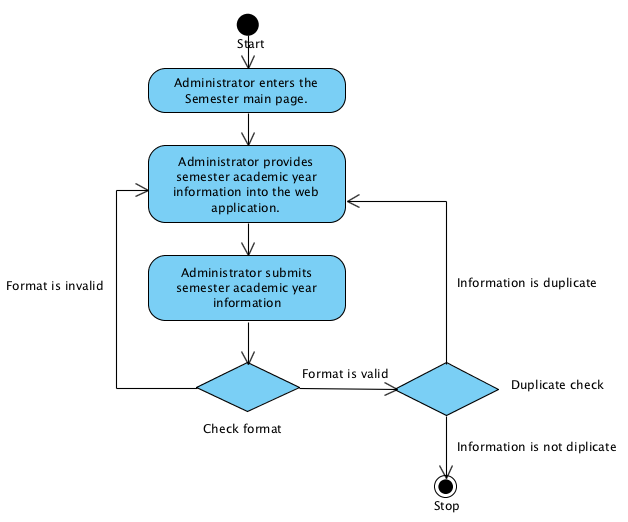 Start
Administrator enters the
Semester main page.
Administrator provides
semester academic year
information into the web
application.
Administrator submits
semester academic year
information
Format is invalid
Information is duplicate
Format is valid
Duplicate check
Check format
Information is not diplicate
Stop